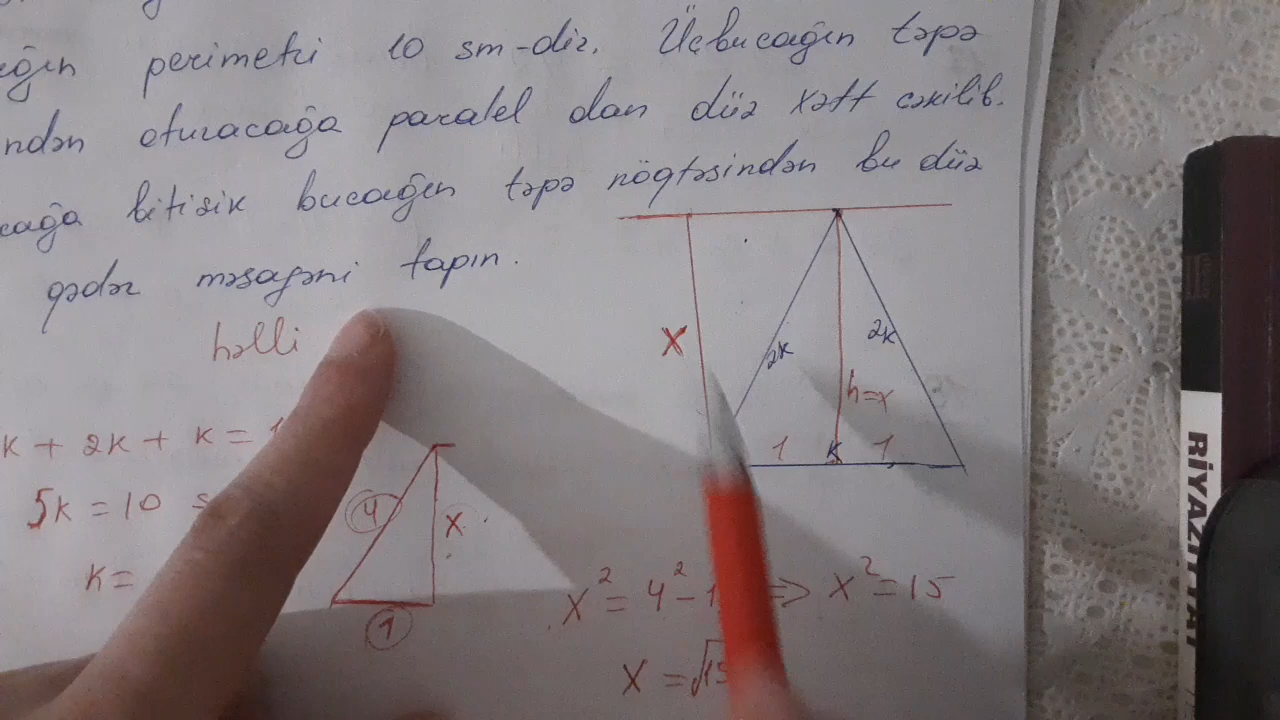 perimetri 10 sm-dir. Üçbucağın təpə
ndən oturacağa paralel olan düz xətt çəkilib.
cağa bitişik bucağın təpə nöqtəsindən bu düz
qədər məsafəni tapın.
həlli
k + 2k + k =
5k = 10
k =
4
x
1
x
2k
2k
h=x
1
k
1
x² = 4² - 1
⇒ x² = 15
x = √15
RİYAZİYYAT